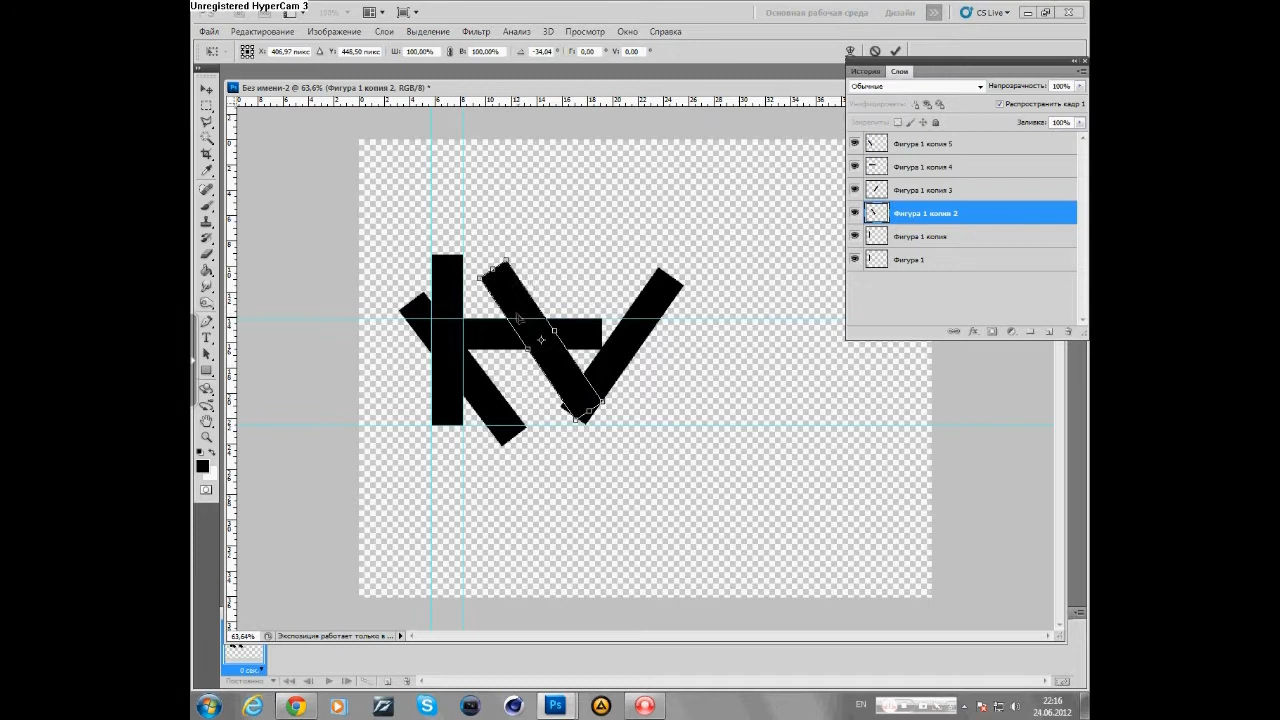 Unregistered HyperCam 3
100%
Основная рабочая среда
Дизайн
CS Live
Файл Редактирование Изображение Слои Выделение Фильтр Анализ 3D Просмотр Окно Справка
X: 406,97 пикс Y: 448,50 пикс Ш: 100,00% В: 100,00% -34,04 ° Г: 0,00 V: 0,00
История Слои
Без имени-2 @ 63,6% (Фигура 1 копия 2, RGB/8) *
Обычные Непрозрачность: 100%
Унифицировать: Распространить кадр 1
Закрепить: Заливка: 100%
Фигура 1 копия 5
Фигура 1 копия 4
Фигура 1 копия 3
Фигура 1 копия 2
Фигура 1 копия
Фигура 1
63,64% Экспозиция работает только в ...
0 сек.
Постоянно
EN
22:16
24.06.2012